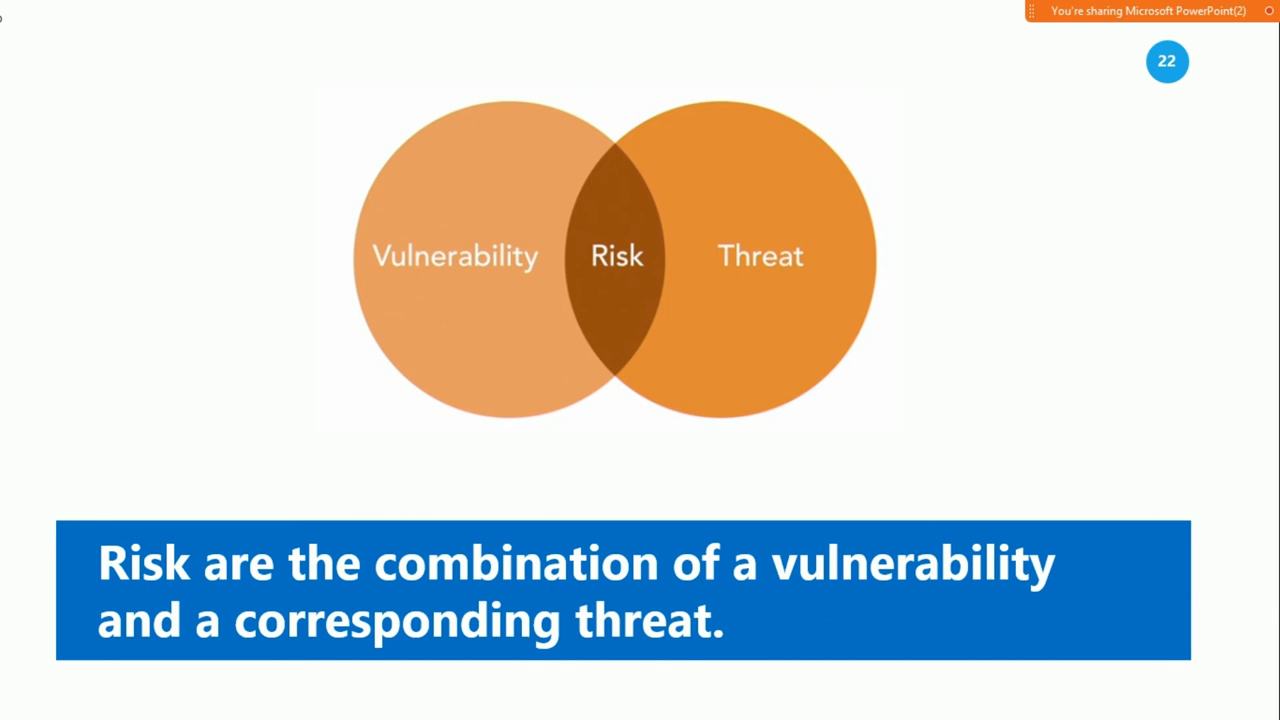 You're sharing Microsoft PowerPoint(2)
22
Vulnerability Risk Threat
Risk are the combination of a vulnerability
and a corresponding threat.